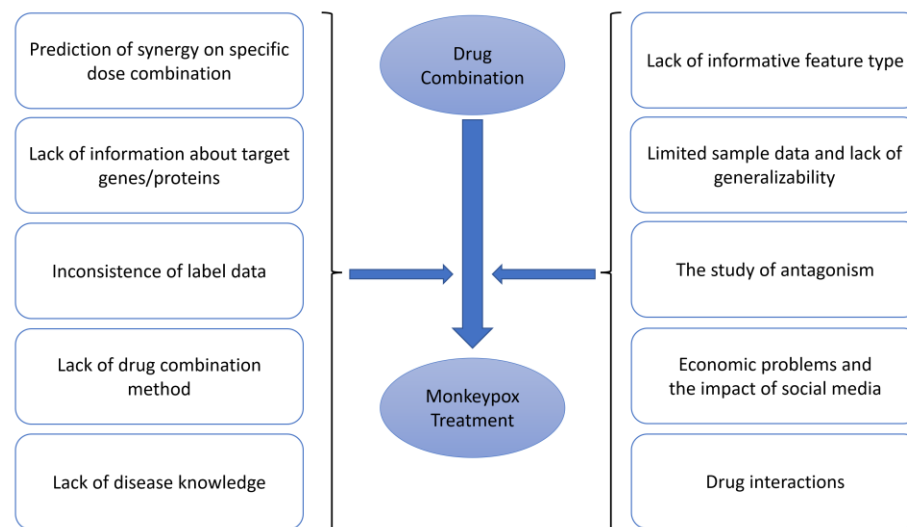 Prediction of synergy on specific
dose combination
Lack of information about target
genes/proteins
Inconsistence of label data
Lack of drug combination
method
Lack of disease knowledge
Drug
Combination
Monkeypox
Treatment
Lack of informative feature type
Limited sample data and lack of
generalizability
The study of antagonism
Economic problems and
the impact of social media
Drug interactions